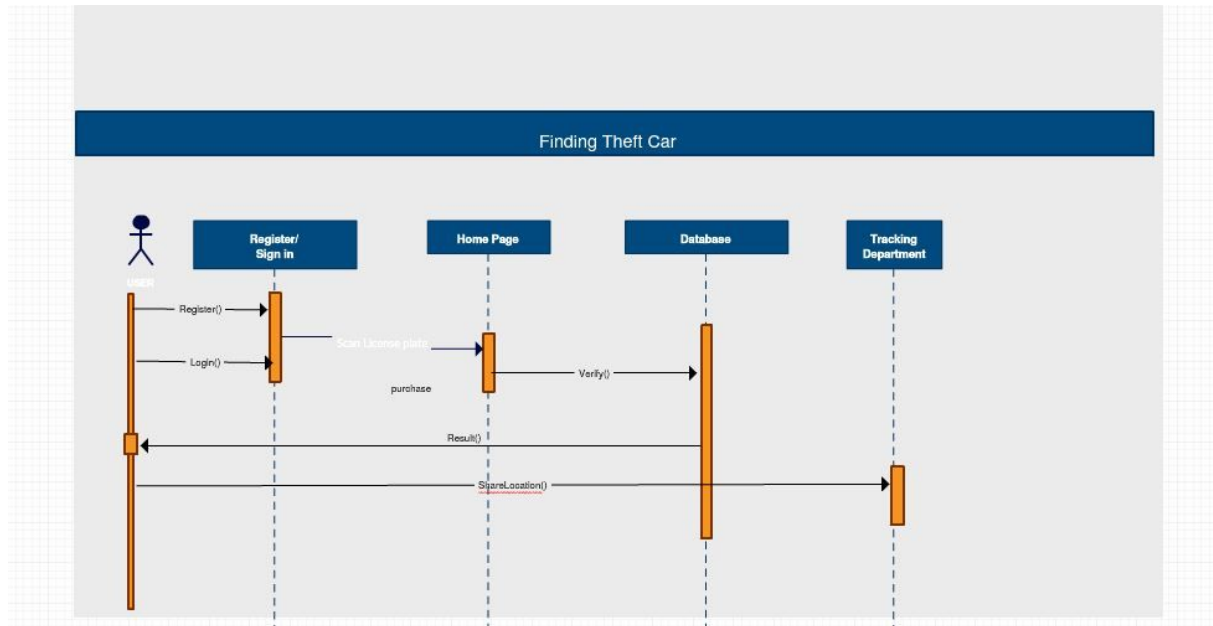 Finding Theft Car
Register/
Sign in
Home Page
Database
Tracking
Department
USER
Register()
Scan License plate
Login()
Verify()
purchase
Result()
ShareLocation()